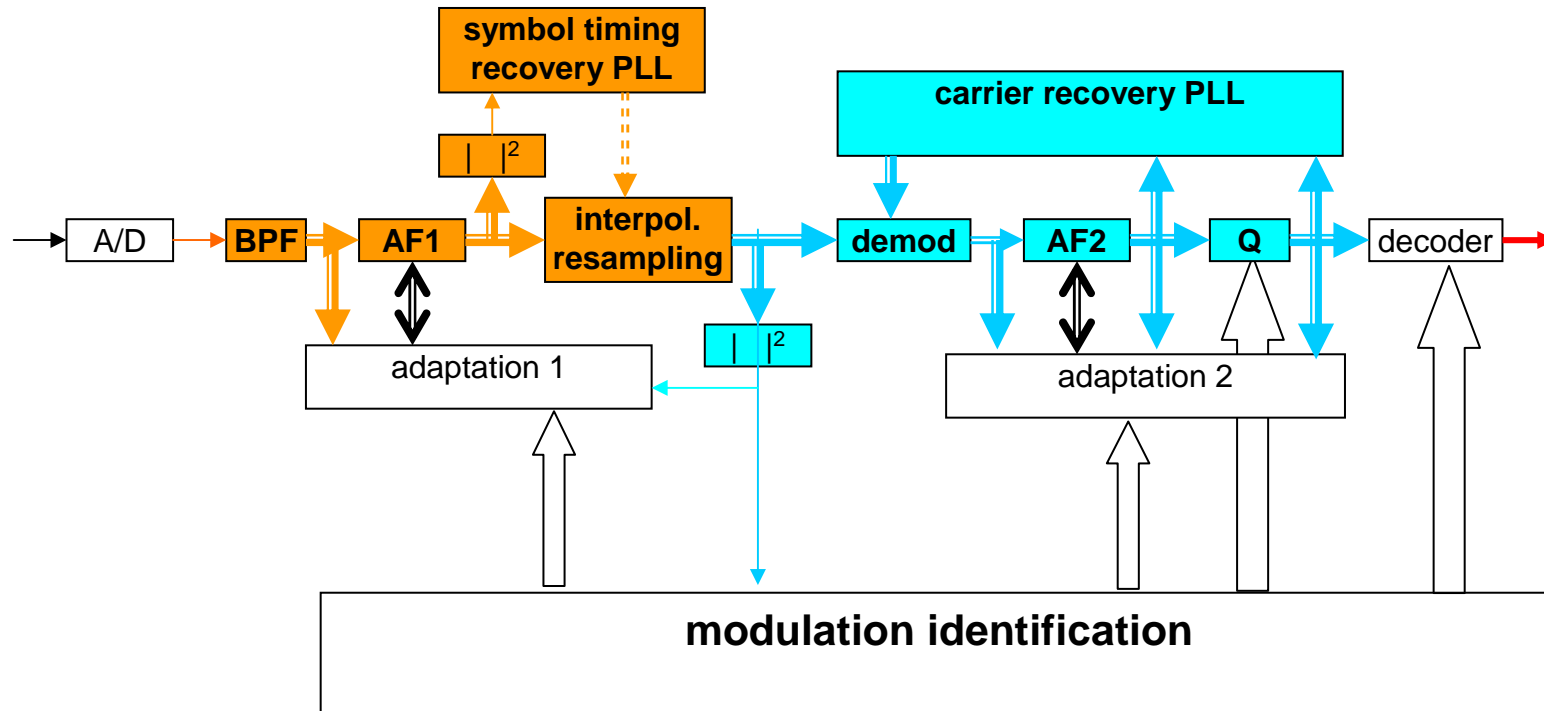 symbol timing
recovery PLL
carrier recovery PLL
| |²
A/D
BPF
AF1
interpol.
resampling
demod
AF2
Q
decoder
| |²
adaptation 1
adaptation 2
modulation identification